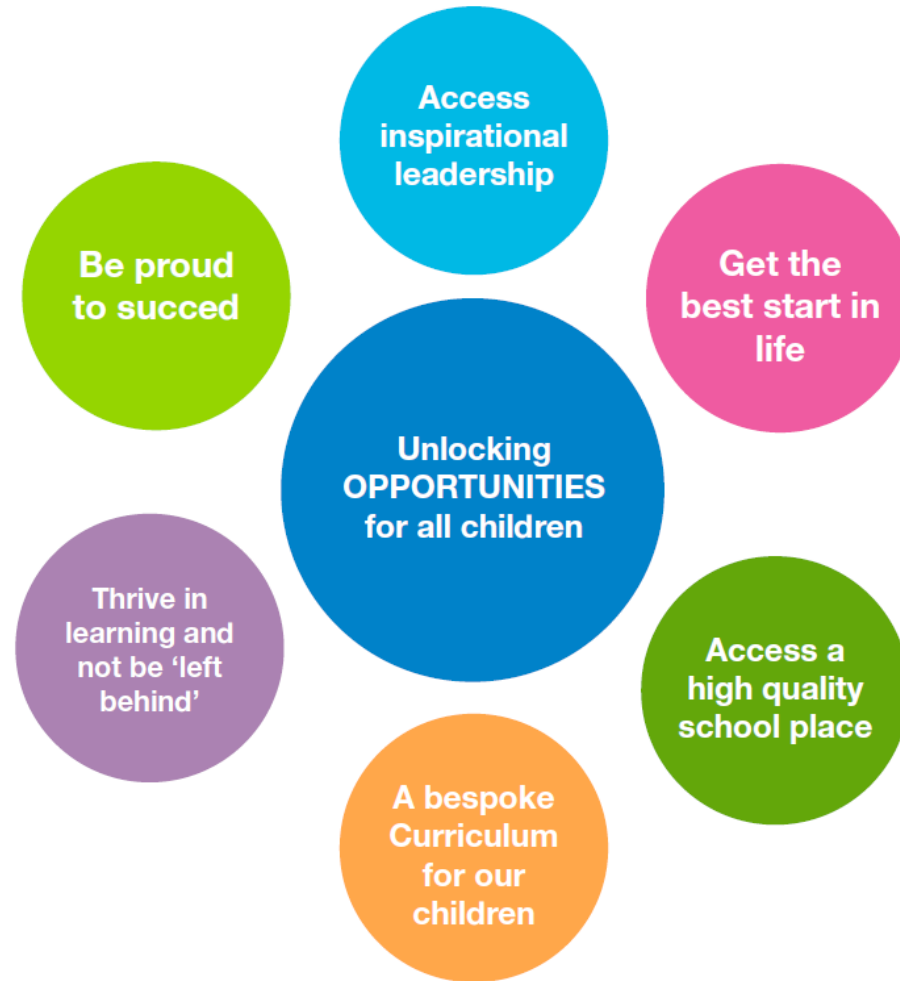 Access
inspirational
leadership
Be proud
to succed
Get the
best start in
life
Unlocking
OPPORTUNITIES
for all children
Thrive in
learning and
not be ‘left
behind’
Access a
high quality
school place
A bespoke
Curriculum
for our
children